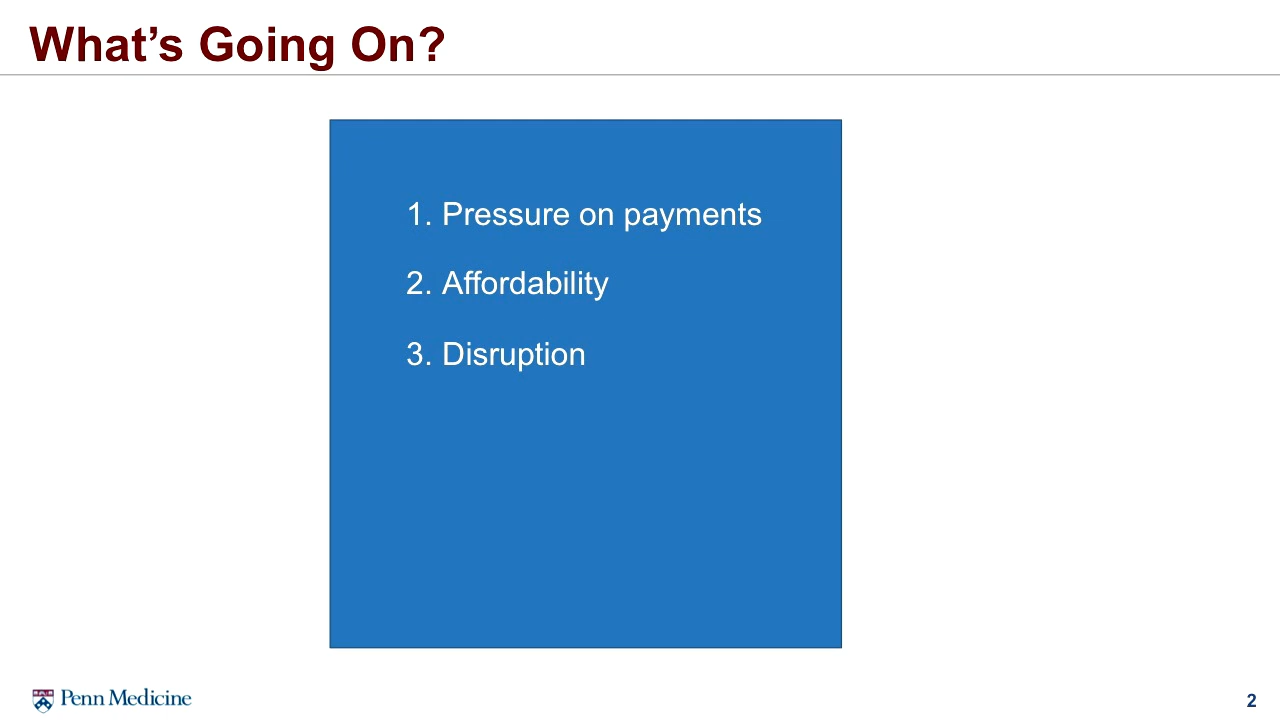 What’s Going On?
1. Pressure on payments
2. Affordability
3. Disruption
Penn Medicine
2